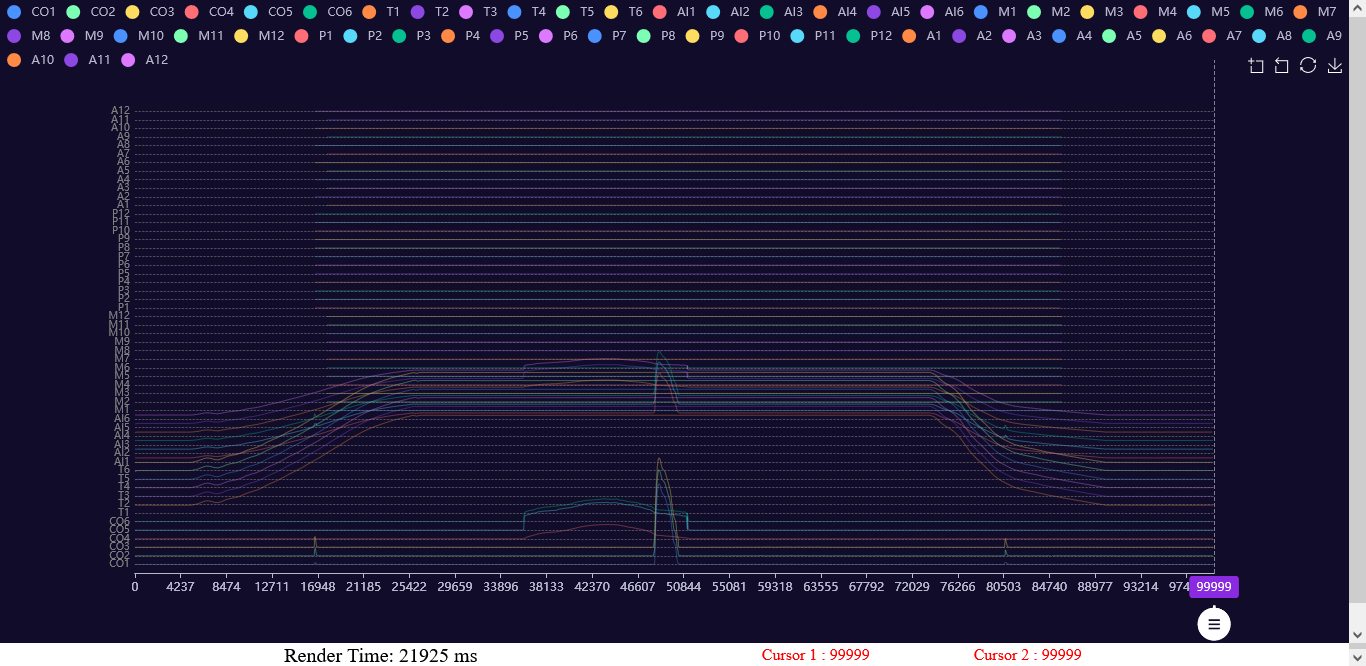 CO1 CO2 CO3 CO4 CO5 CO6 T1 T2 T3 T4 T5 T6 AI1 AI2 AI3 AI4 AI5 AI6 M1 M2 M3 M4 M5 M6 M7
M8 M9 M10 M11 M12 P1 P2 P3 P4 P5 P6 P7 P8 P9 P10 P11 P12 A1 A2 A3 A4 A5 A6 A7 A8 A9
A10 A11 A12
A12
A11
A10
A9
A8
A7
A6
A5
A4
A3
A2
A1
P12
P11
P10
P9
P8
P7
P6
P5
P4
P3
P2
P1
M12
M11
M10
M9
M8
M7
M6
M5
M4
M3
M2
M1
AI6
AI5
AI4
AI3
AI2
AI1
T6
T5
T4
T3
T2
T1
CO6
CO5
CO4
CO3
CO2
CO1
0 4237 8474 12711 16948 21185 25422 29659 33896 38133 42370 46607 50844 55081 59318 63555 67792 72029 76266 80503 84740 88977 93214 974 99999
Render Time: 21925 ms Cursor 1 : 99999 Cursor 2 : 99999